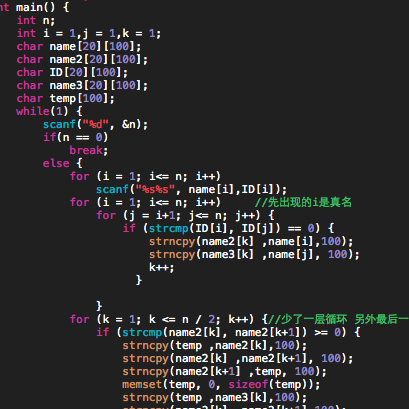 int main() {
int n;
int i = 1,j = 1,k = 1;
char name[20][100];
char name2[20][100];
char ID[20][100];
char name3[20][100];
char temp[100];
while(1) {
scanf("%d", &n);
if(n == 0)
break;
else {
for (i = 1; i<= n; i++)
scanf("%s%s", name[i],ID[i]);
for (i = 1; i<= n; i++) //先出现的i是真名
for (j = i+1; j<= n; j++) {
if (strcmp(ID[i], ID[j]) == 0) {
strncpy(name2[k] ,name[i],100);
strncpy(name3[k] ,name[j], 100);
k++;
}
}
for (k = 1; k <= n / 2; k++) {//少了一层循环 另外最后一
if (strcmp(name2[k], name2[k+1]) >= 0) {
strncpy(temp ,name2[k],100);
strncpy(name2[k] ,name2[k+1], 100);
strncpy(name2[k+1] ,temp, 100);
memset(temp, 0, sizeof(temp));
strncpy(temp ,name3[k],100);